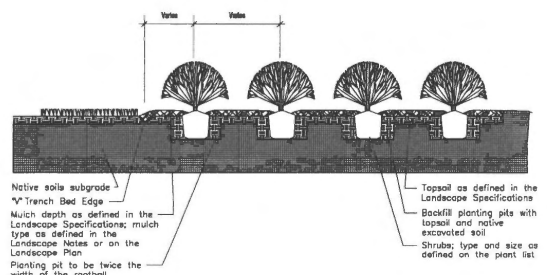 Varies
Varies
Native soils subgrade
"V" Trench Bed Edge
Mulch depth as defined in the
Landscape Specifications; mulch
type as defined in the
Landscape Notes or on the
Landscape Plan
Planting pit to be twice the
width of the rootball
Topsoil as defined in the
Landscape Specifications
Backfill planting pits with
topsoil and native
excavated soil
Shrubs; type and size as
defined on the plant list